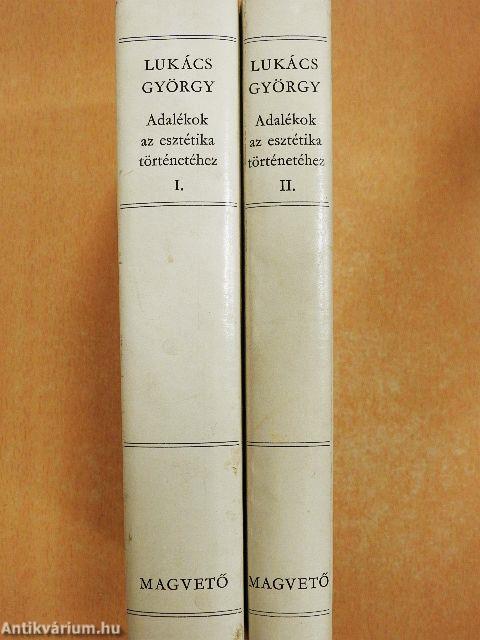 LUKÁCS
GYÖRGY
Adalékok
az esztétika
történetéhez
I.
MAGVETŐ
LUKÁCS
GYÖRGY
Adalékok
az esztétika
történetéhez
II.
MAGVETŐ
Antikvárium.hu